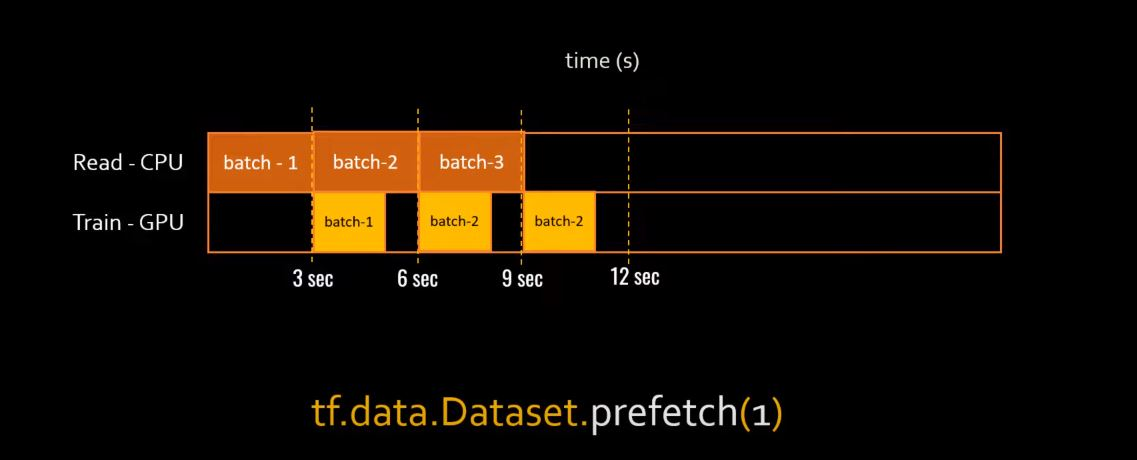 time (s)
Read - CPU batch - 1 batch-2 batch-3
Train - GPU batch-1 batch-2 batch-2
3 sec 6 sec 9 sec 12 sec
tf.data.Dataset.prefetch(1)